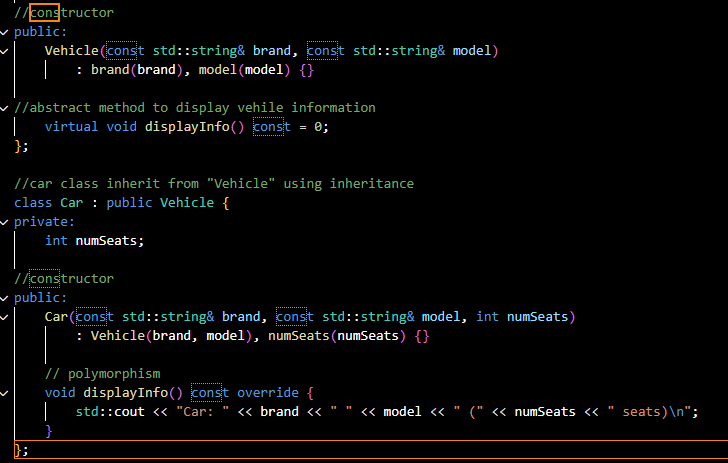 //constructor
public:
    Vehicle(const std::string& brand, const std::string& model)
        : brand(brand), model(model) {}
//abstract method to display vehile information
    virtual void displayInfo() const = 0;
};
//car class inherit from "Vehicle" using inheritance
class Car : public Vehicle {
private:
    int numSeats;
//constructor
public:
    Car(const std::string& brand, const std::string& model, int numSeats)
        : Vehicle(brand, model), numSeats(numSeats) {}
    // polymorphism
    void displayInfo() const override {
        std::cout << "Car: " << brand << " " << model << " (" << numSeats << " seats)\n";
    }
};